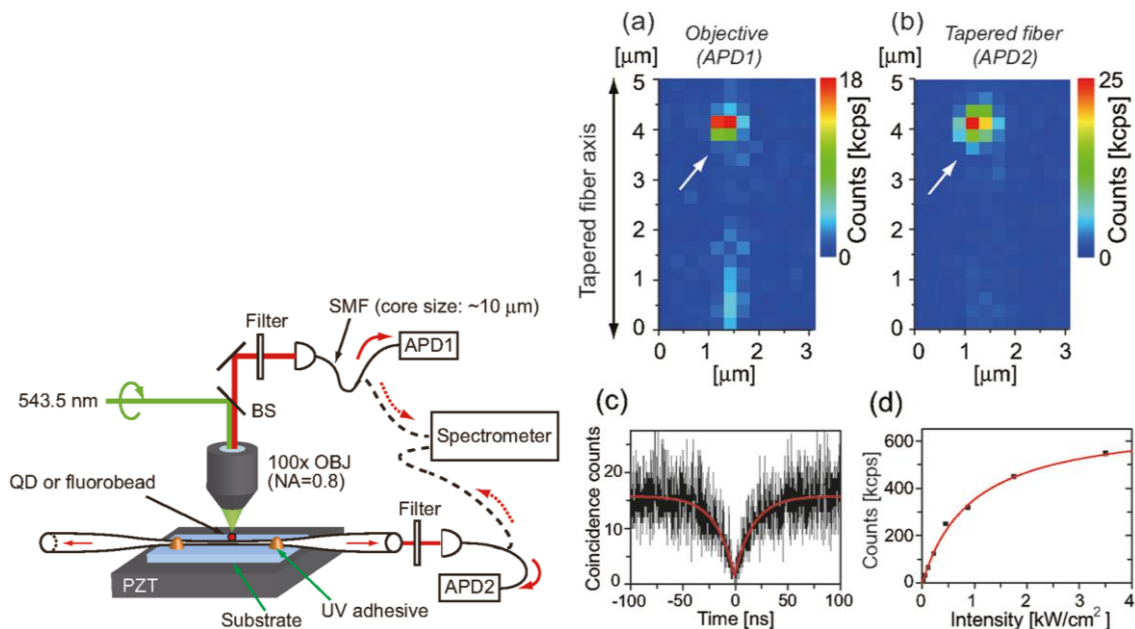 Filter
SMF (core size: ~10 μm)
APD1
543.5 nm
BS
Spectrometer
100x OBJ
(NA=0.8)
QD or fluorobead
Filter
PZT
APD2
Substrate
UV adhesive
(a)
Objective
(APD1)
[μm]
5
4
3
2
1
0
0
1
2
3
[μm]
Tapered fiber axis
18
0
Counts [kcps]
(b)
Tapered fiber
(APD2)
[μm]
5
4
3
2
1
0
0
1
2
3
[μm]
25
0
Counts [kcps]
(c)
Coincidence counts
25
20
15
10
5
0
-100
-50
0
50
100
Time [ns]
(d)
Counts [kcps]
600
400
200
0
0
1
2
3
4
Intensity [kW/cm²]